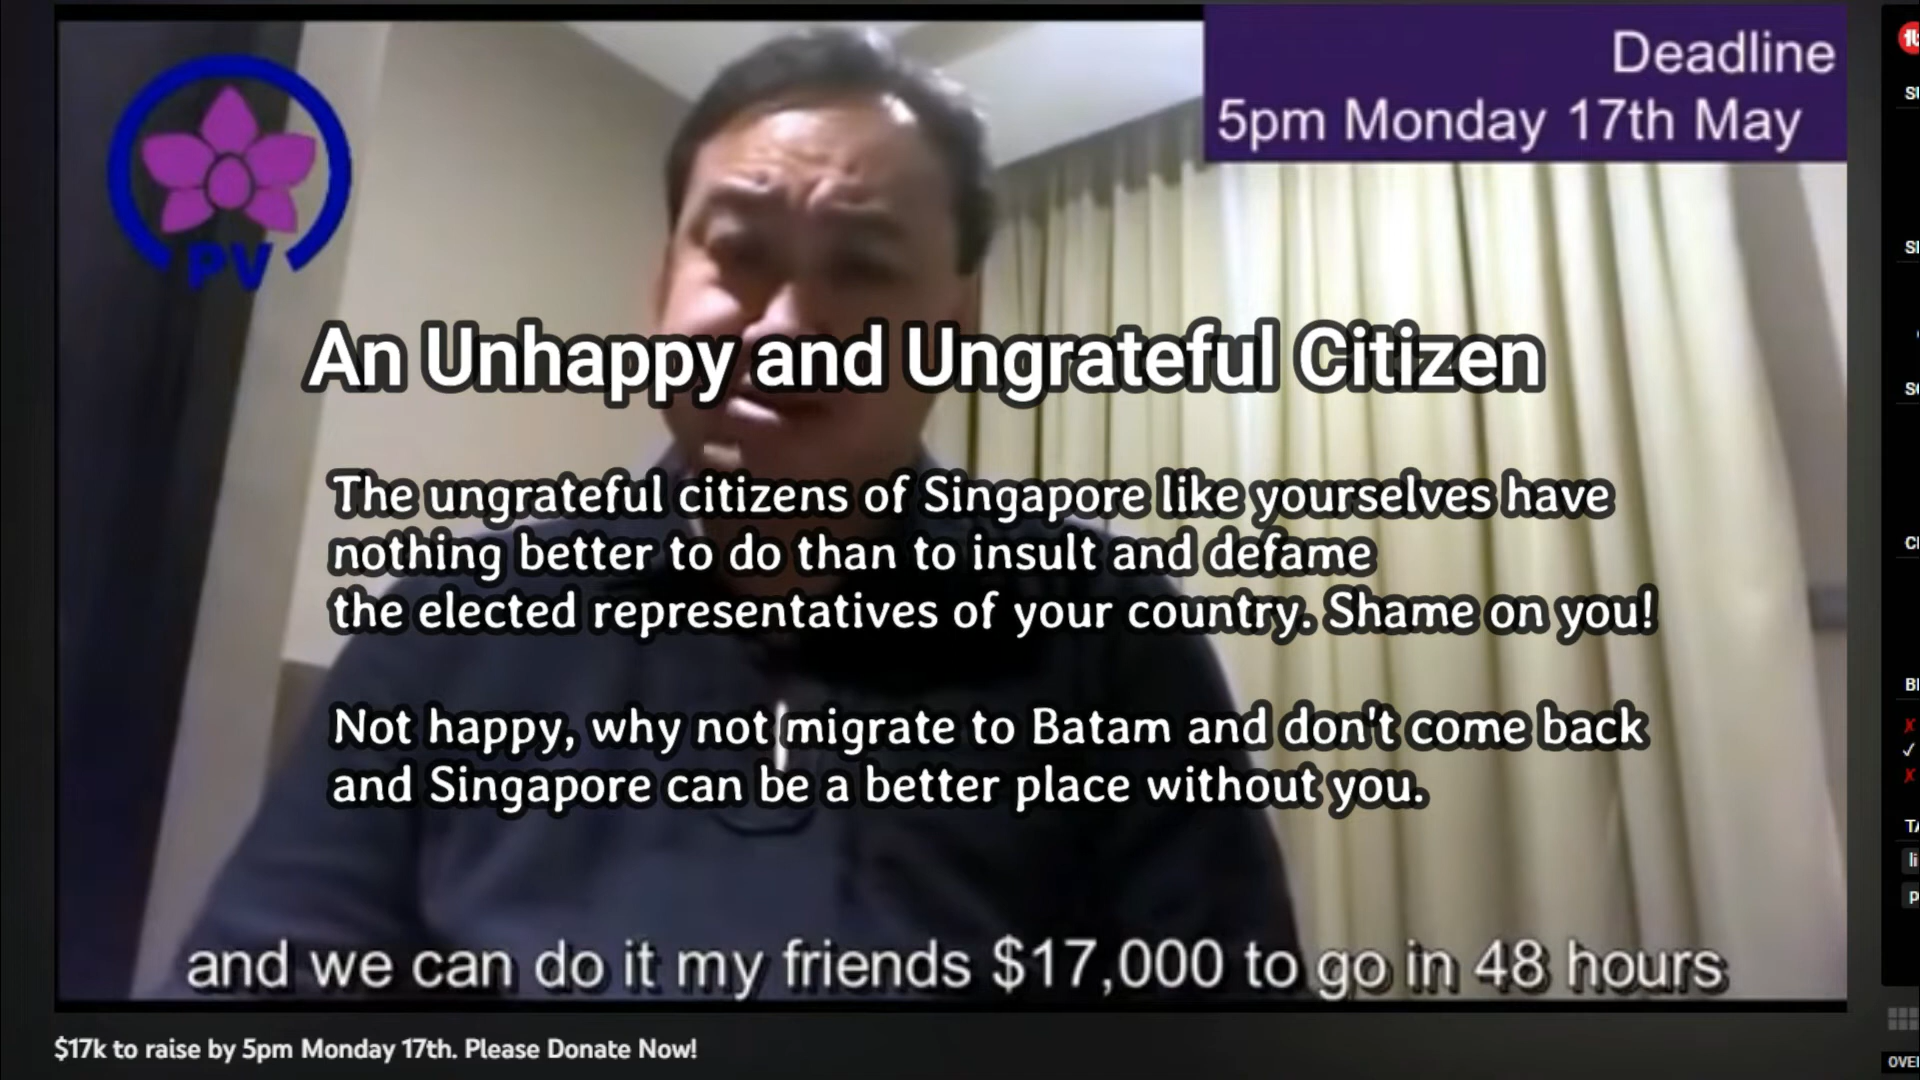 Deadline
5pm Monday 17th May
PV
An Unhappy and Ungrateful Citizen
The ungrateful citizens of Singapore like yourselves have
nothing better to do than to insult and defame
the elected representatives of your country. Shame on you!
Not happy, why not migrate to Batam and don't come back
and Singapore can be a better place without you.
and we can do it my friends $17,000 to go in 48 hours
$17k to raise by 5pm Monday 17th. Please Donate Now!